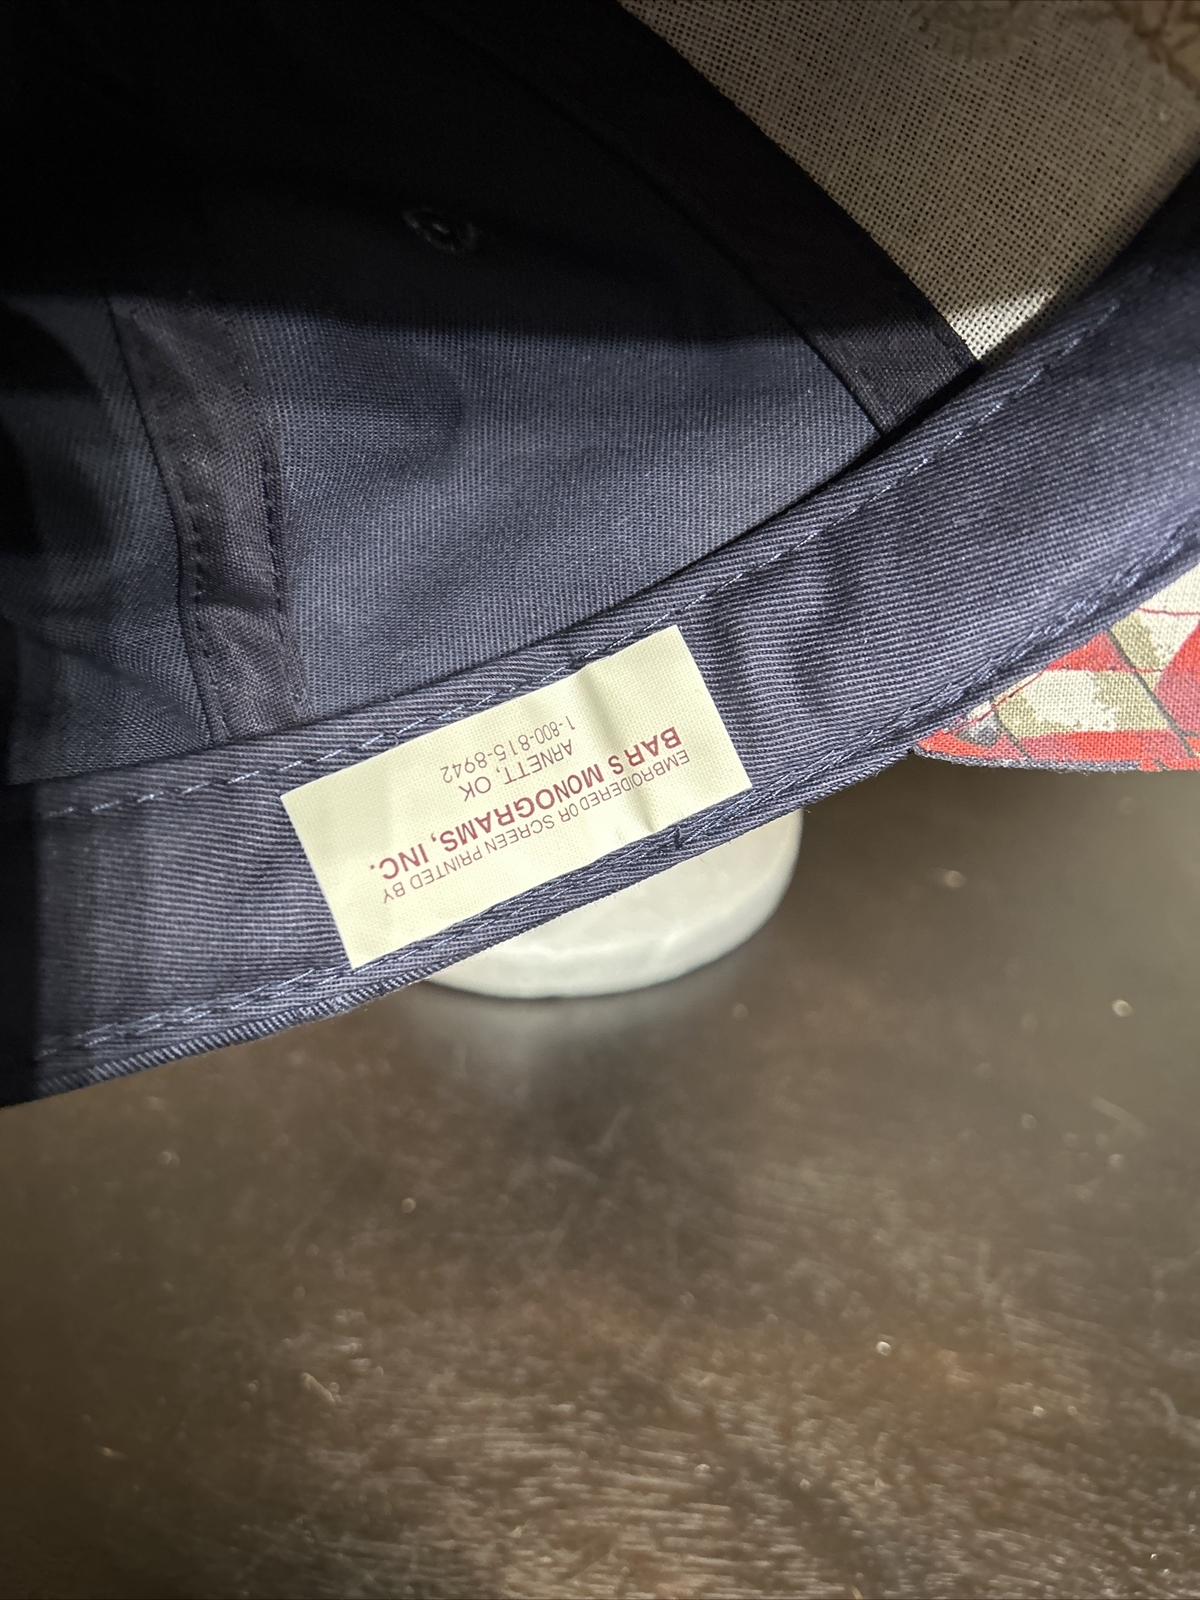 EMBROIDERED OR SCREEN PRINTED BY
BAR S MONOGRAMS, INC.
ARNETT, OK
1-800-815-8942